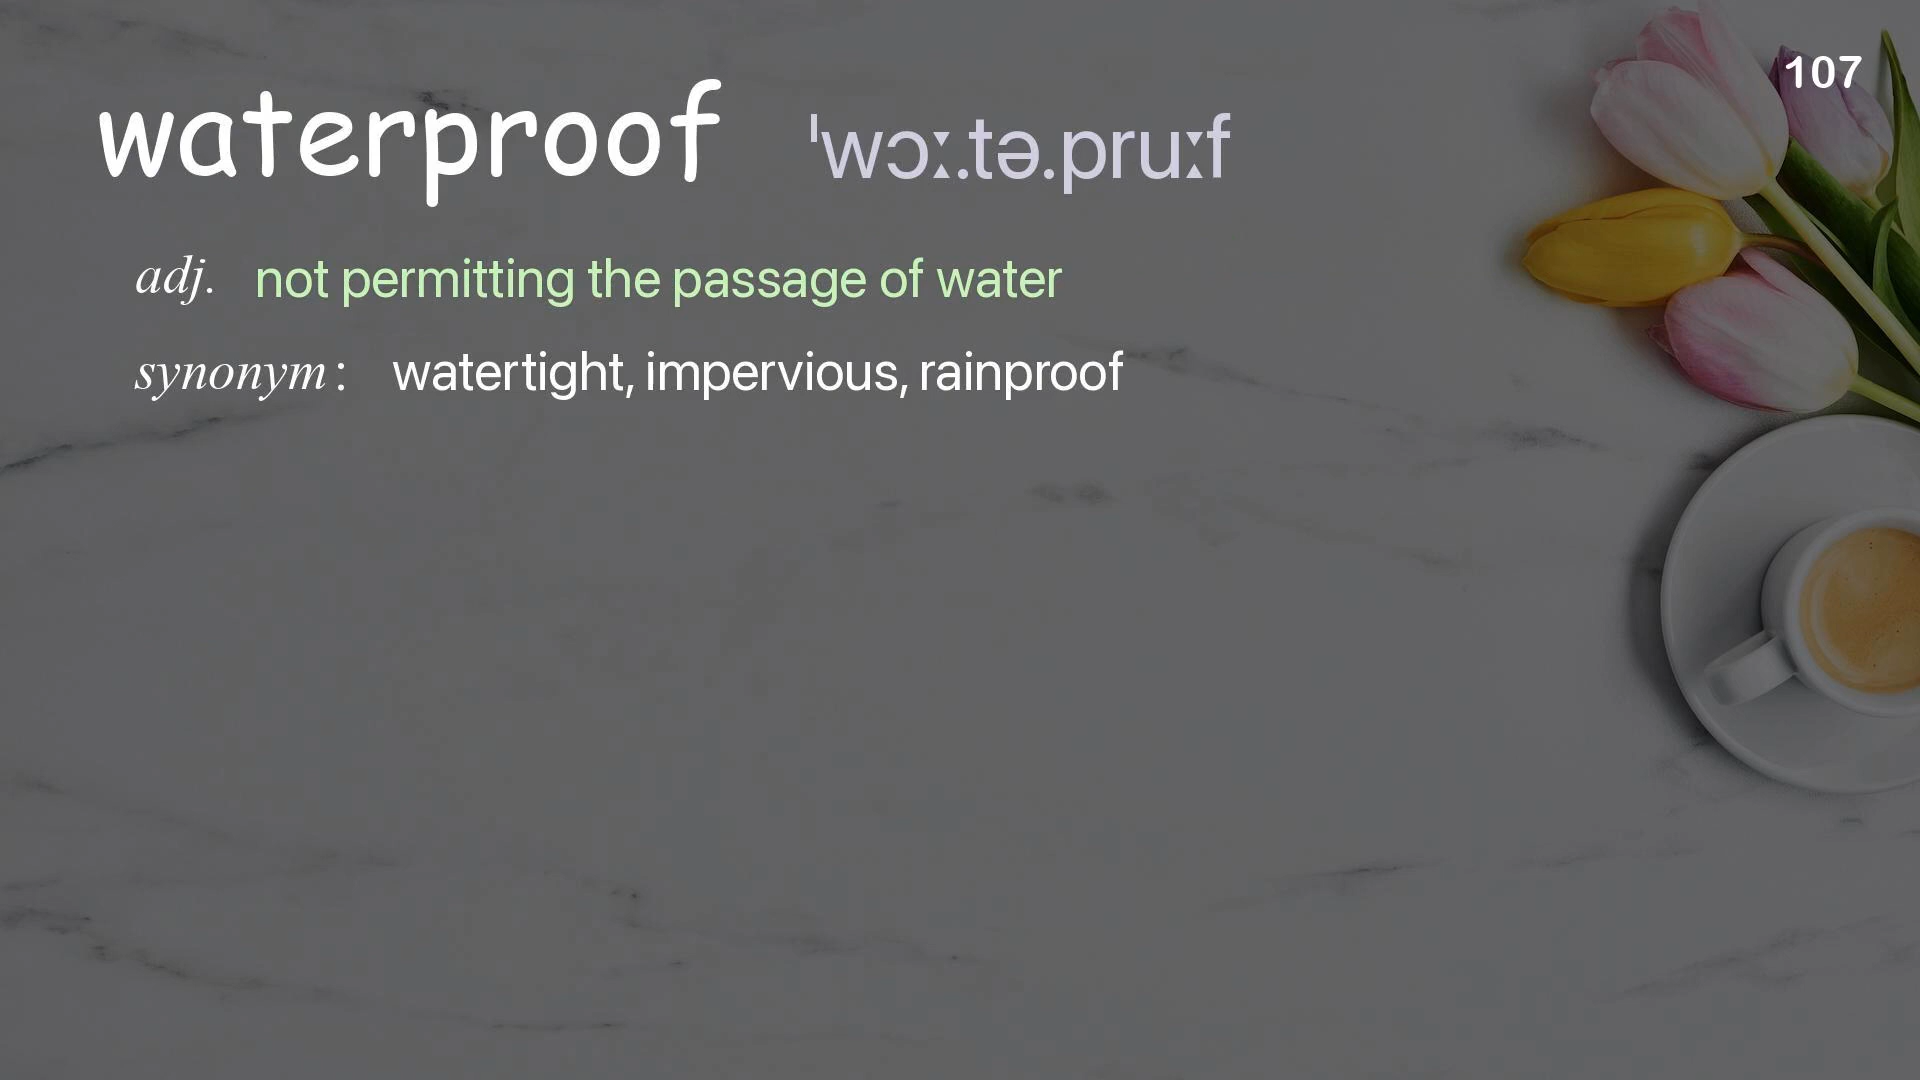 107
waterproof ˈwɔː.tə.pruːf
adj. not permitting the passage of water
synonym : watertight, impervious, rainproof